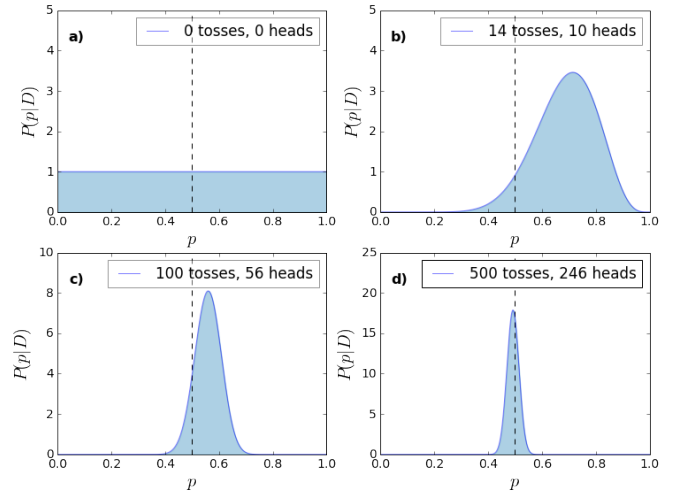 a)
0 tosses, 0 heads
5
4
3
2
1
0
P(p|D)
0.0 0.2 0.4 0.6 0.8 1.0
p
b)
14 tosses, 10 heads
5
4
3
2
1
0
P(p|D)
0.0 0.2 0.4 0.6 0.8 1.0
p
c)
100 tosses, 56 heads
10
8
6
4
2
0
P(p|D)
0.0 0.2 0.4 0.6 0.8 1.0
p
d)
500 tosses, 246 heads
25
20
15
10
5
0
P(p|D)
0.0 0.2 0.4 0.6 0.8 1.0
p